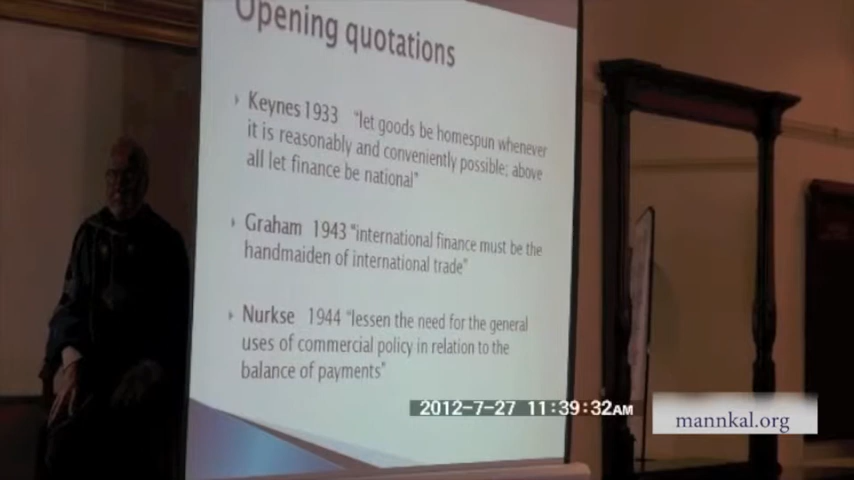 Opening quotations
Keynes 1933 "let goods be homespun whenever
it is reasonably and conveniently possible; above
all let finance be national"
Graham 1943 "international finance must be the
handmaiden of international trade"
Nurkse 1944 "lessen the need for the general
uses of commercial policy in relation to the
balance of payments"
2012-7-27 11:39:32AM
mannkal.org